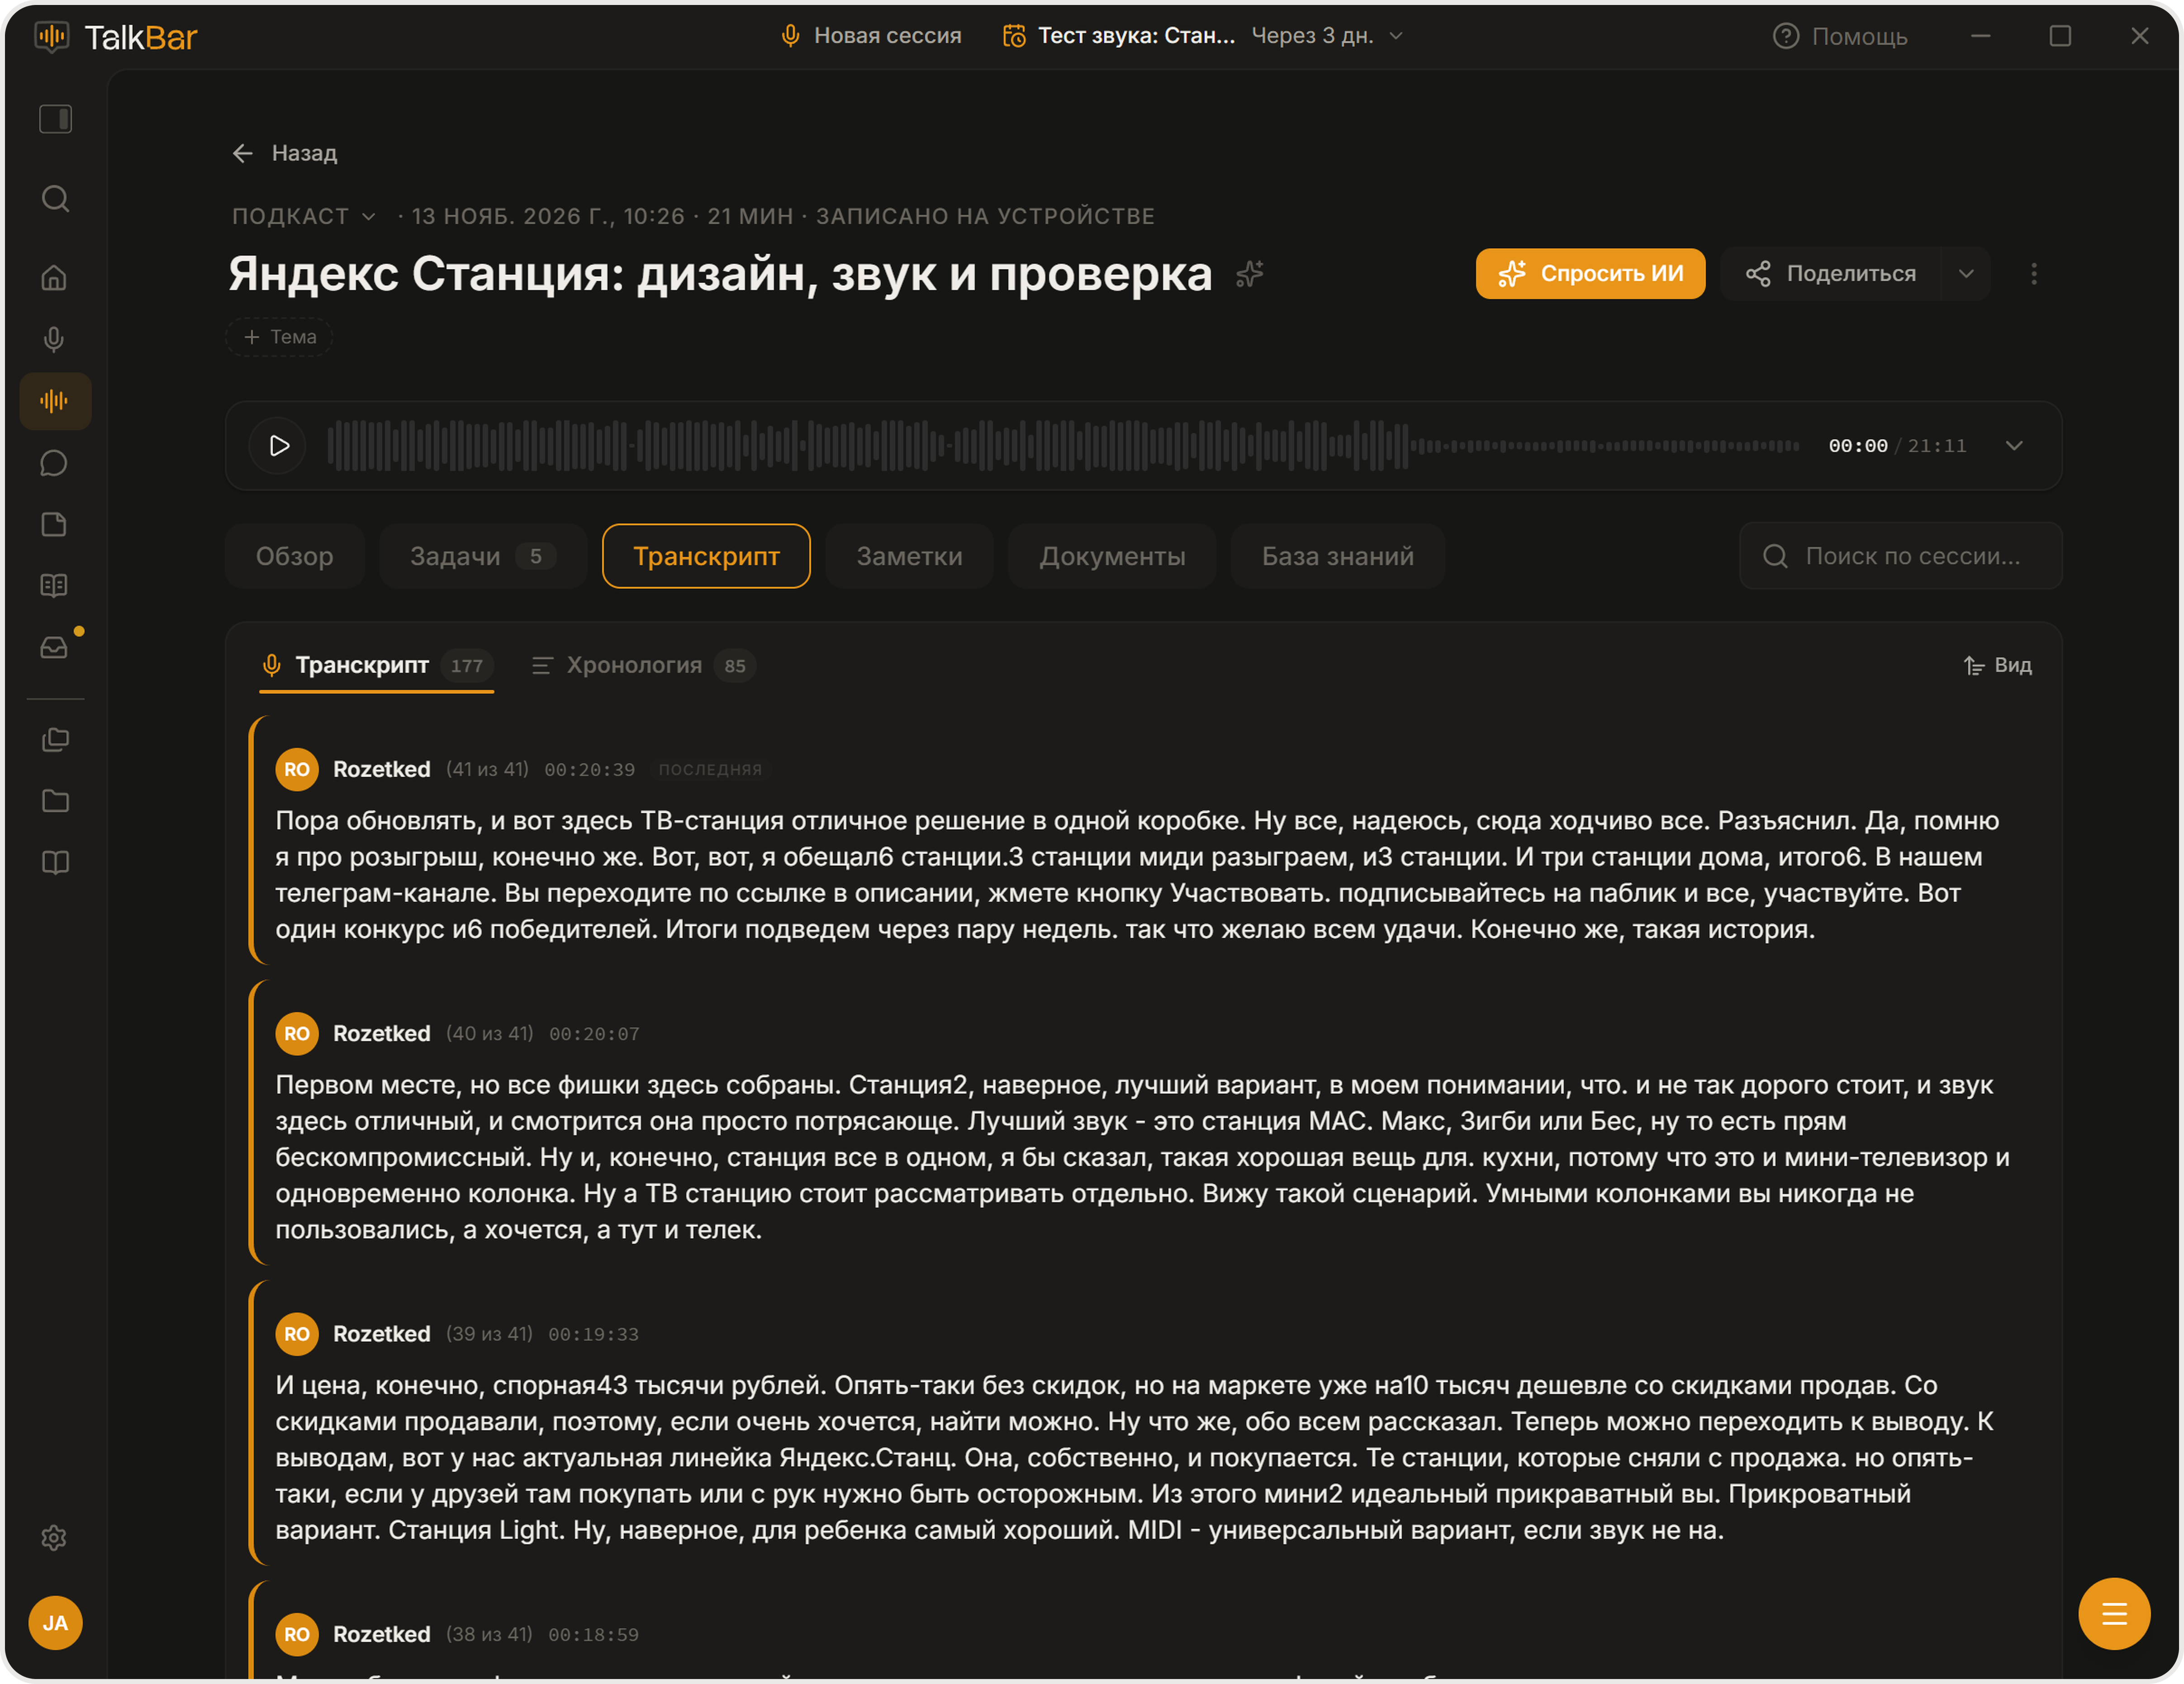 TalkBar
Новая сессия
Тест звука: Стан... Через 3 дн.
Помощь
Назад
ПОДКАСТ · 13 НОЯБ. 2026 Г., 10:26 · 21 МИН · ЗАПИСАНО НА УСТРОЙСТВЕ
Яндекс Станция: дизайн, звук и проверка
Спросить ИИ
Поделиться
+ Тема
00:00 / 21:11
Обзор
Задачи 5
Транскрипт
Заметки
Документы
База знаний
Поиск по сессии...
Транскрипт 177
Хронология 85
Вид
RO Rozetked (41 из 41) 00:20:39 ПОСЛЕДНЯЯ
Пора обновлять, и вот здесь ТВ-станция отличное решение в одной коробке. Ну все, надеюсь, сюда ходчиво все. Разъяснил. Да, помню
я про розыгрыш, конечно же. Вот, вот, я обещал6 станции.3 станции миди разыграем, и3 станции. И три станции дома, итого6. В нашем
телеграм-канале. Вы переходите по ссылке в описании, жмете кнопку Участвовать. подписывайтесь на паблик и все, участвуйте. Вот
один конкурс и6 победителей. Итоги подведем через пару недель. так что желаю всем удачи. Конечно же, такая история.
RO Rozetked (40 из 41) 00:20:07
Первом месте, но все фишки здесь собраны. Станция2, наверное, лучший вариант, в моем понимании, что. и не так дорого стоит, и звук
здесь отличный, и смотрится она просто потрясающе. Лучший звук - это станция МАС. Макс, Зигби или Бес, ну то есть прям
бескомпромиссный. Ну и, конечно, станция все в одном, я бы сказал, такая хорошая вещь для. кухни, потому что это и мини-телевизор и
одновременно колонка. Ну а ТВ станцию стоит рассматривать отдельно. Вижу такой сценарий. Умными колонками вы никогда не
пользовались, а хочется, а тут и телек.
RO Rozetked (39 из 41) 00:19:33
И цена, конечно, спорная43 тысячи рублей. Опять-таки без скидок, но на маркете уже на10 тысяч дешевле со скидками продав. Со
скидками продавали, поэтому, если очень хочется, найти можно. Ну что же, обо всем рассказал. Теперь можно переходить к выводу. К
выводам, вот у нас актуальная линейка Яндекс.Станц. Она, собственно, и покупается. Те станции, которые сняли с продажа. но опять-
таки, если у друзей там покупать или с рук нужно быть осторожным. Из этого мини2 идеальный прикраватный вы. Прикроватный
вариант. Станция Light. Ну, наверное, для ребенка самый хороший. MIDI - универсальный вариант, если звук не на.
RO Rozetked (38 из 41) 00:18:59
JA